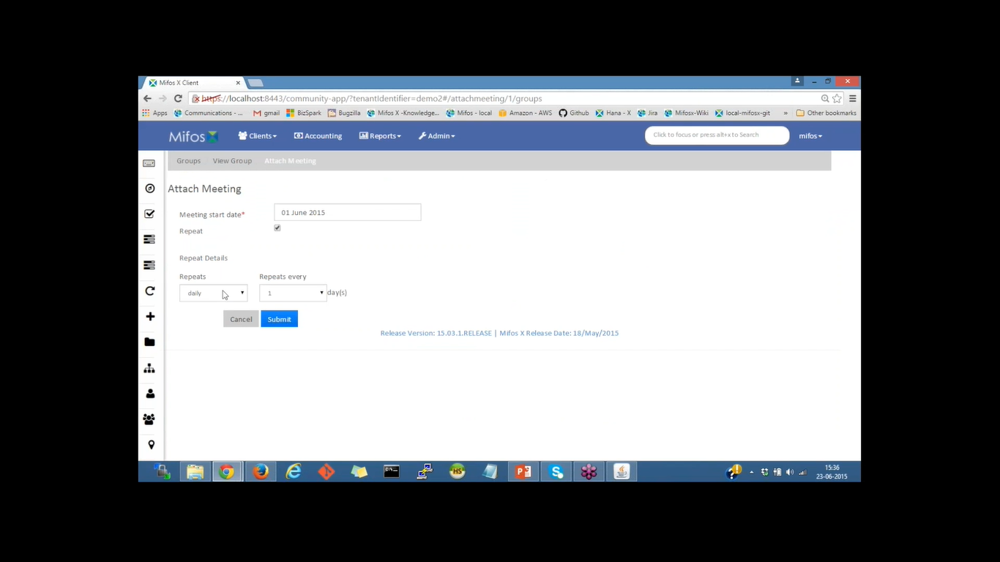 Mifos X Client
https://localhost:8443/community-app/?tenantIdentifier=demo2#/attachmeeting/1/groups
Apps Communications - ... gmail BizSpark Bugzilla Mifos X -Knowledge... Mifos - local Amazon - AWS Github Hana - X Jira Mifosx-Wiki local-mifosx-git » Other bookmarks
Mifos Clients Accounting Reports Admin Click to focus or press alt+x to Search mifos
Groups View Group Attach Meeting
Attach Meeting
Meeting start date* 01 June 2015
Repeat
Repeat Details
Repeats Repeats every
daily 1 day(s)
Cancel Submit
Release Version: 15.03.1.RELEASE | Mifos X Release Date: 18/May/2015
HS
15:36
23-06-2015